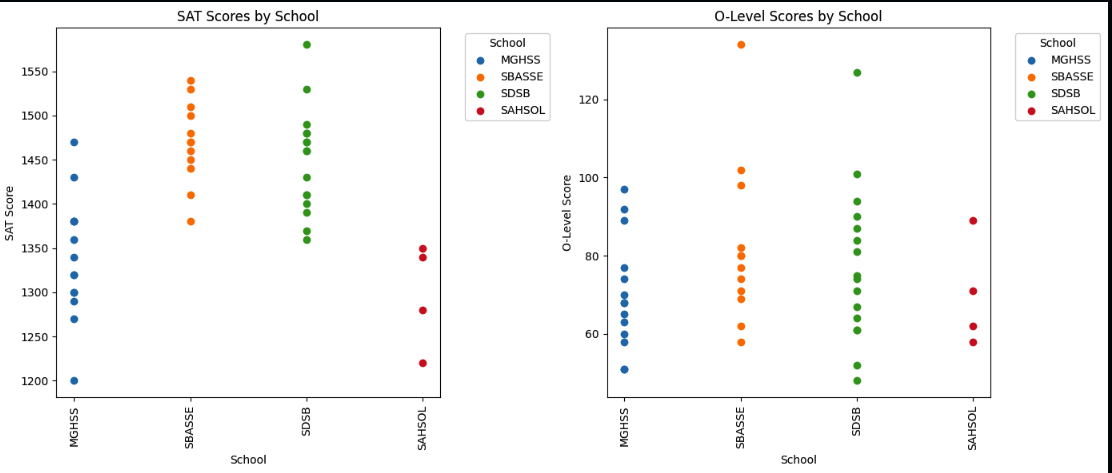 SAT Scores by School
SAT Score
1550
1500
1450
1400
1350
1300
1250
1200
MGHSS
SBASSE
SDSB
SAHSOL
School
School
MGHSS
SBASSE
SDSB
SAHSOL
O-Level Scores by School
O-Level Score
120
100
80
60
MGHSS
SBASSE
SDSB
SAHSOL
School
School
MGHSS
SBASSE
SDSB
SAHSOL